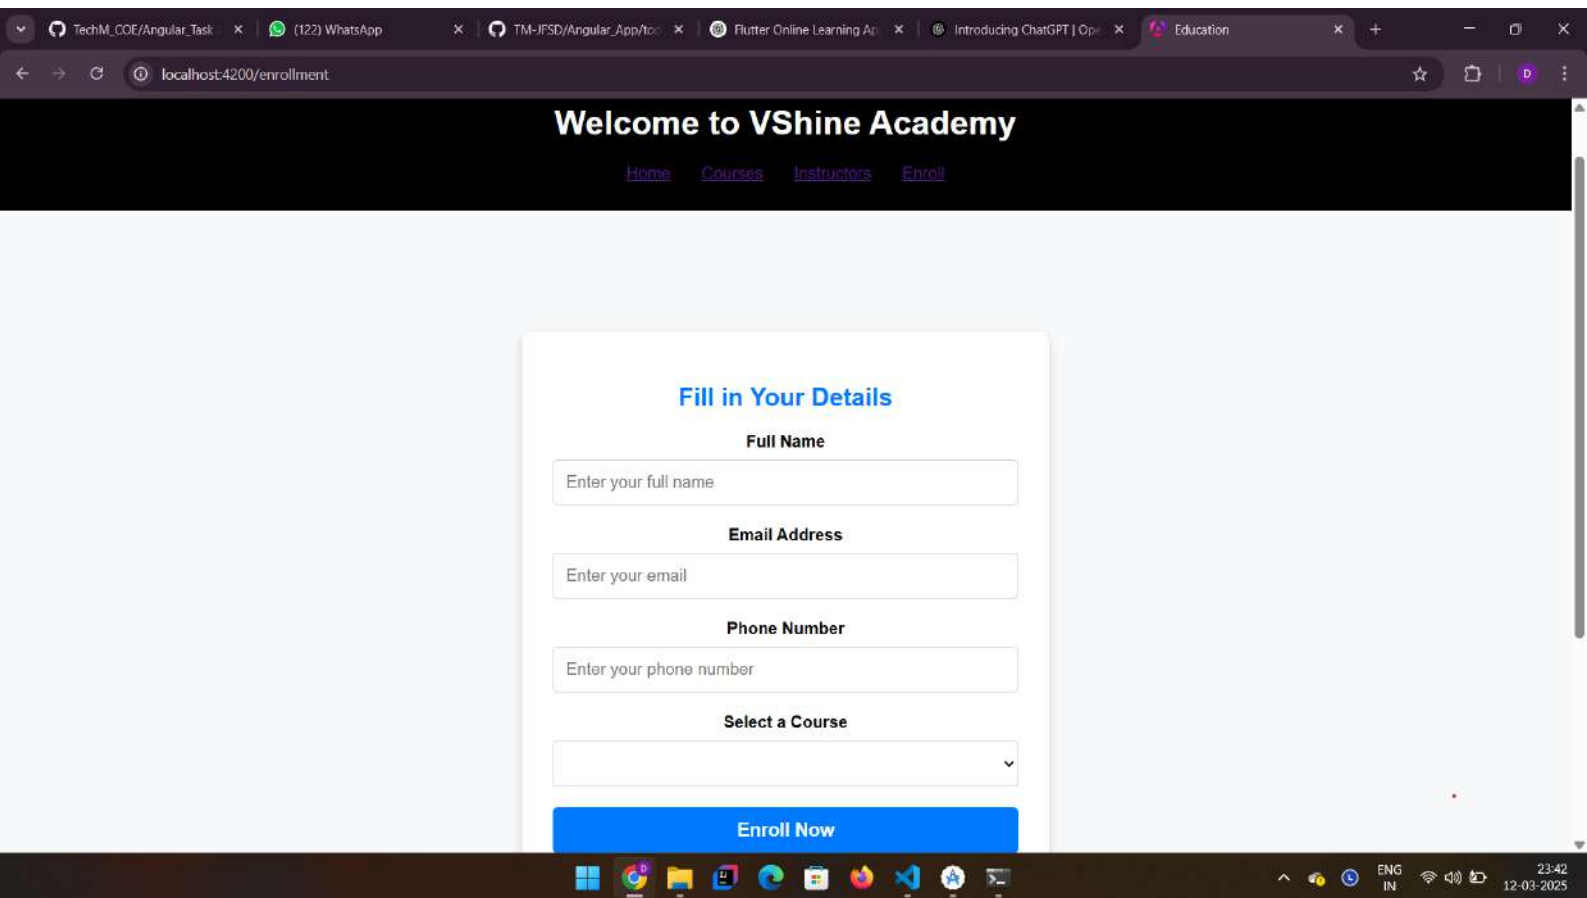 TechM_COE/Angular_Task
(122) WhatsApp
TM-JFSD/Angular_App/too
Flutter Online Learning Ap
Introducing ChatGPT | Ope
Education
localhost:4200/enrollment
D
Welcome to VShine Academy
Home Courses Instructors Enroll
Fill in Your Details
Full Name
Enter your full name
Email Address
Enter your email
Phone Number
Enter your phone number
Select a Course
Enroll Now
ENG
IN
23:42
12-03-2025